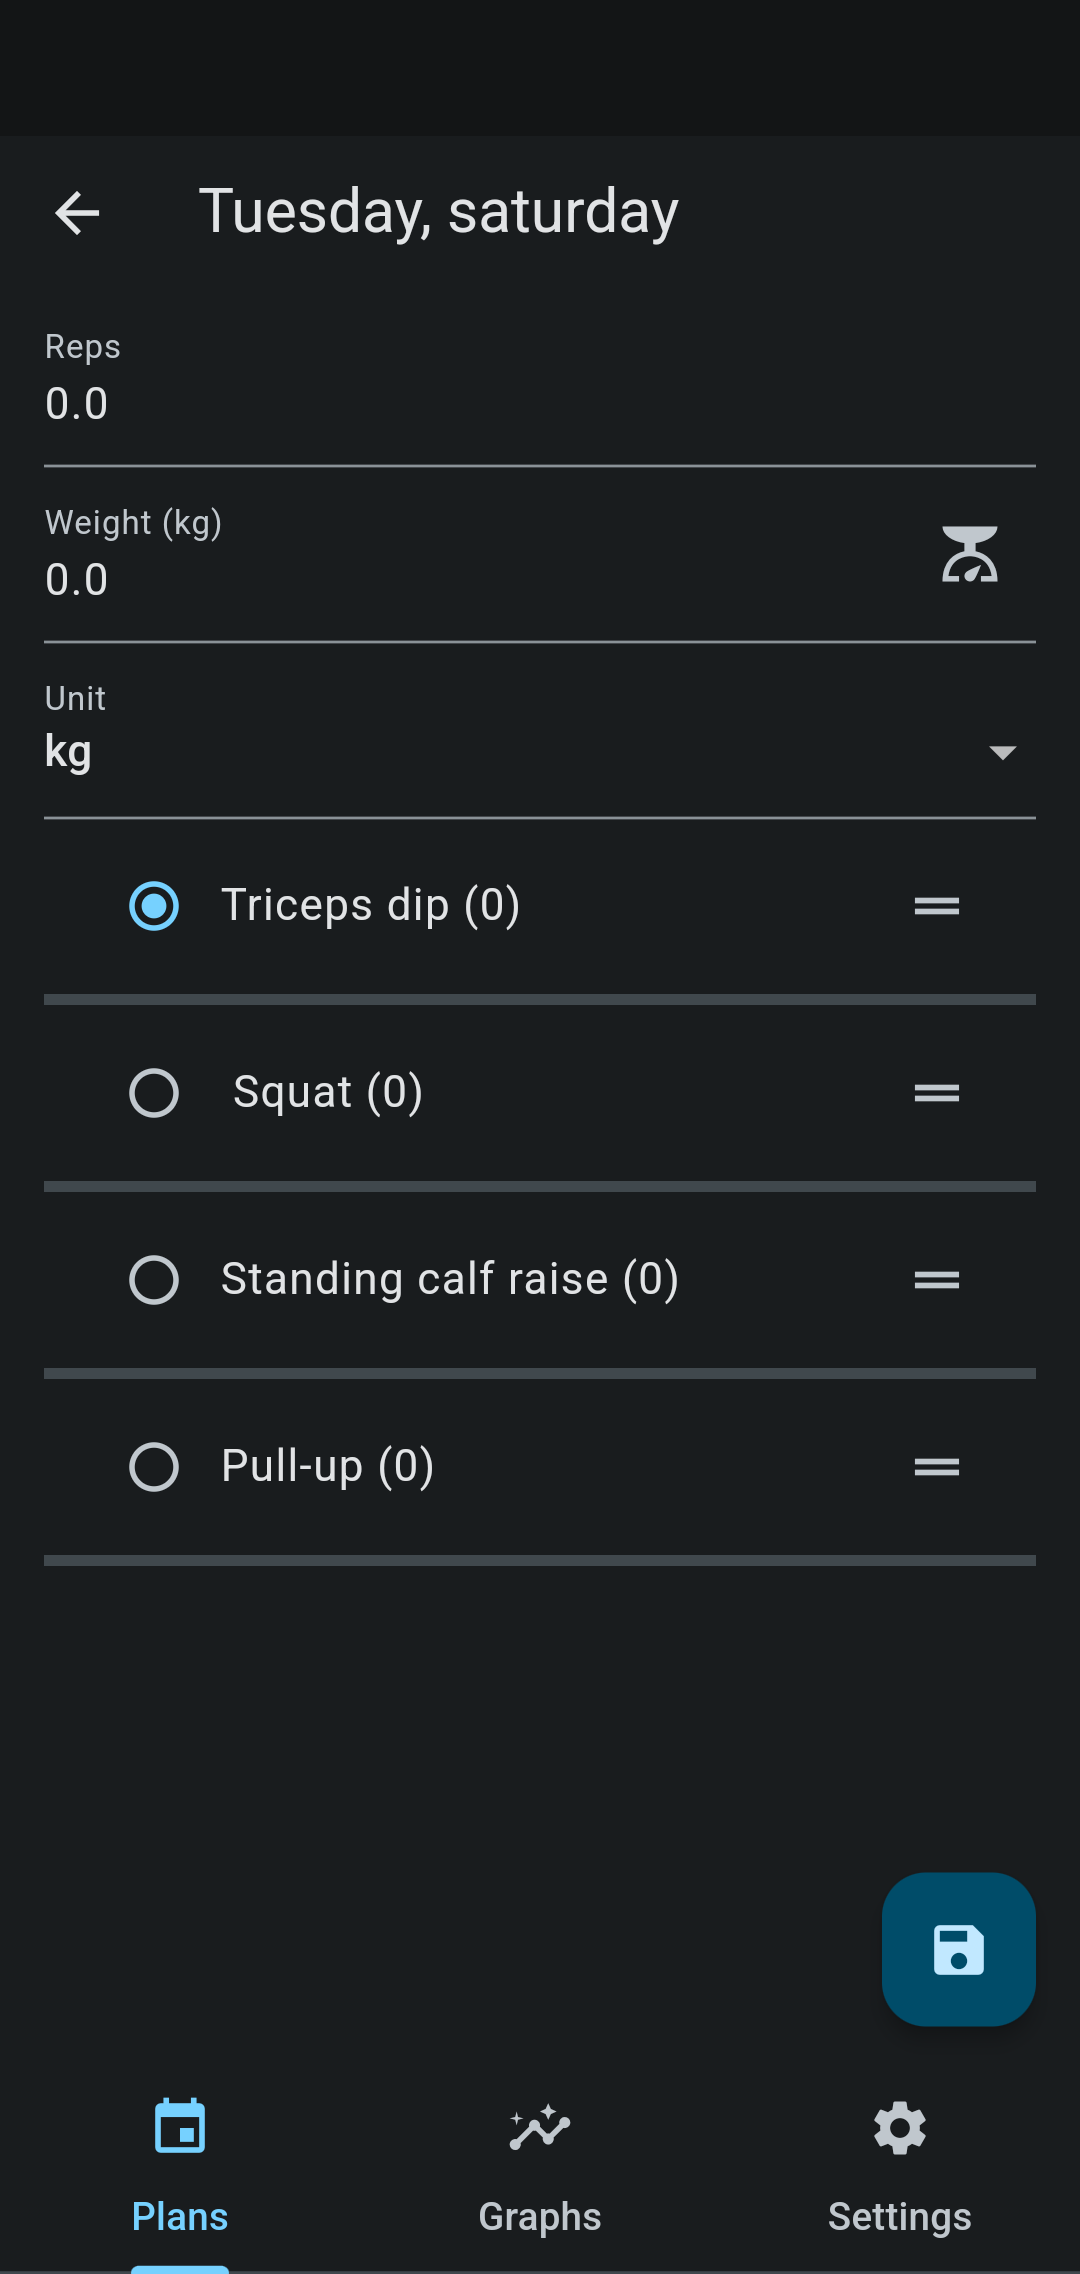 Tuesday, saturday
Reps
0.0
Weight (kg)
0.0
Unit
kg
Triceps dip (0)
Squat (0)
Standing calf raise (0)
Pull-up (0)
Plans
Graphs
Settings